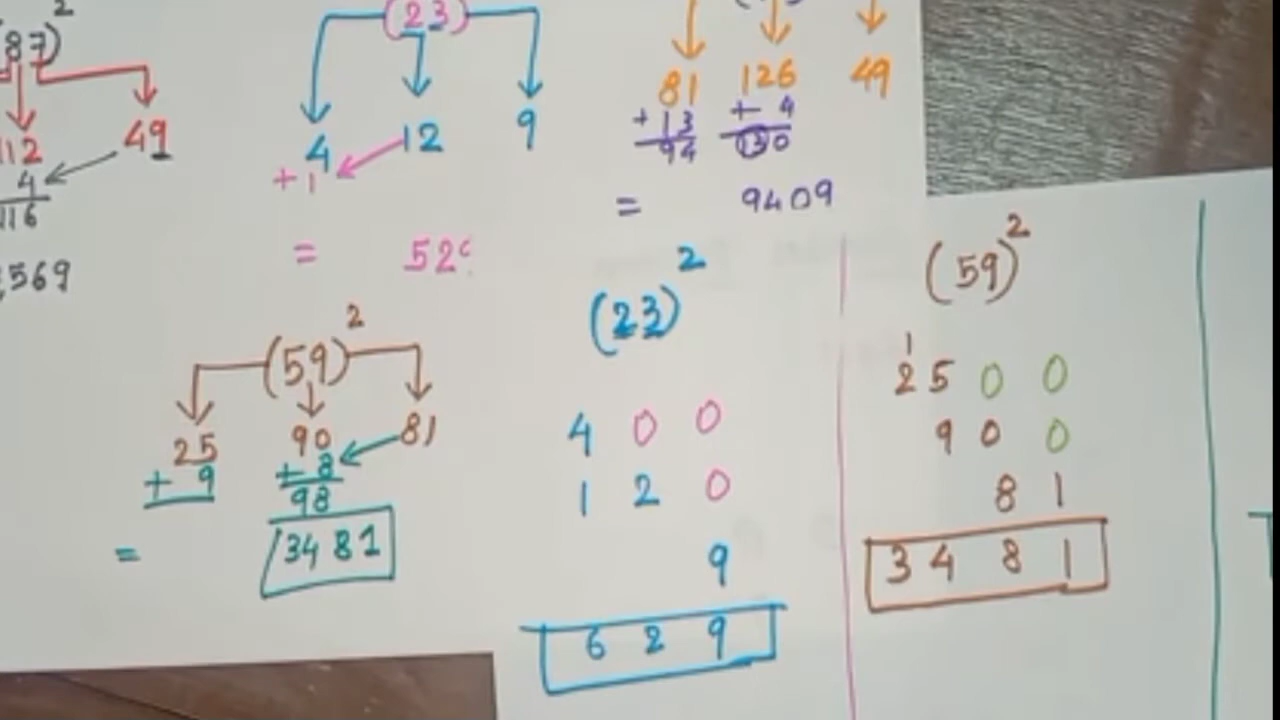 (87)²
112 49
4
116
569
(23)
4 12 9
+1
= 529
81 126 49
+13 +4
94 130
= 9409
(59)²
25 90 81
+9 +8
98
= 3481
(23)²
4 0 0
1 2 0
9
6 2 9
(59)²
1
2 5 0 0
9 0 0
8 1
3 4 8 1